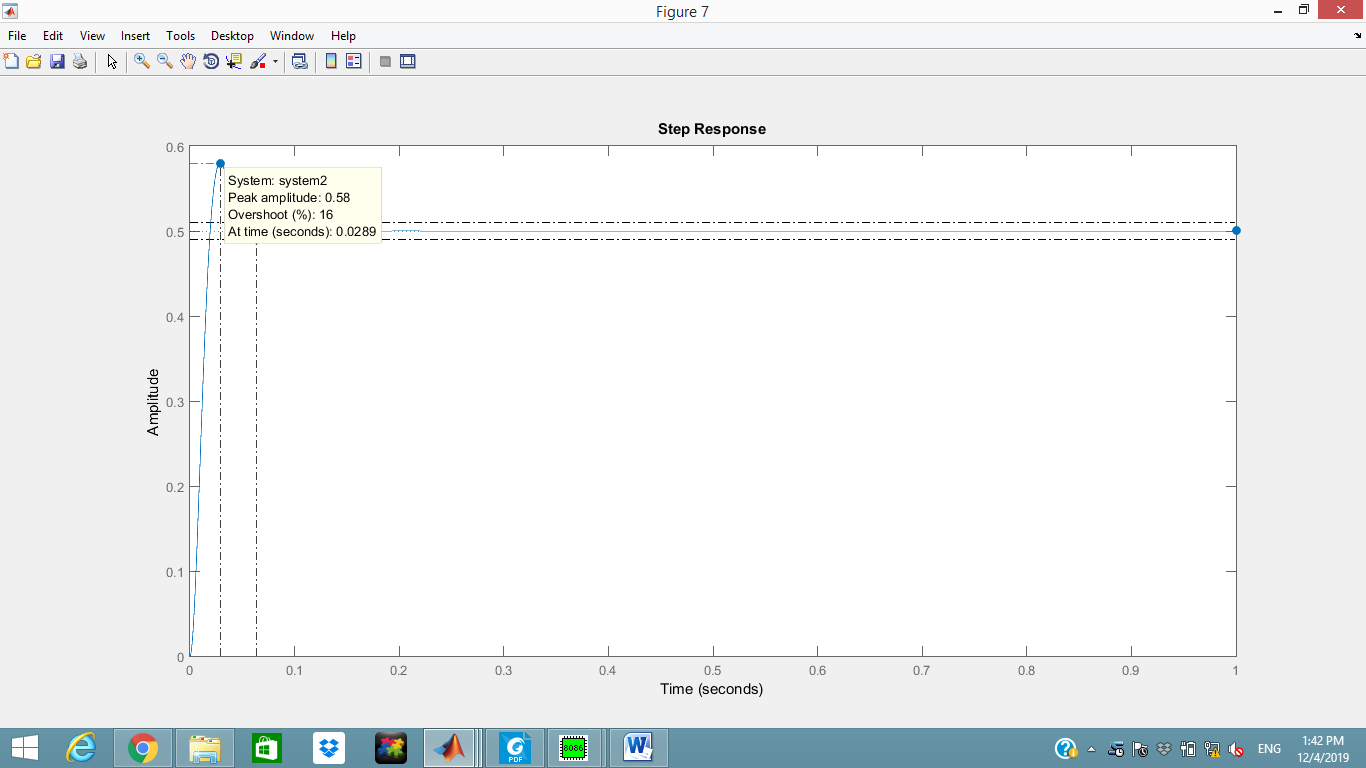 Figure 7
File Edit View Insert Tools Desktop Window Help
Step Response
0.6
0.5
0.4
0.3
0.2
0.1
0
Amplitude
System: system2
Peak amplitude: 0.58
Overshoot (%): 16
At time (seconds): 0.0289
0 0.1 0.2 0.3 0.4 0.5 0.6 0.7 0.8 0.9 1
Time (seconds)
PDF
8086
ENG
1:42 PM
12/4/2019